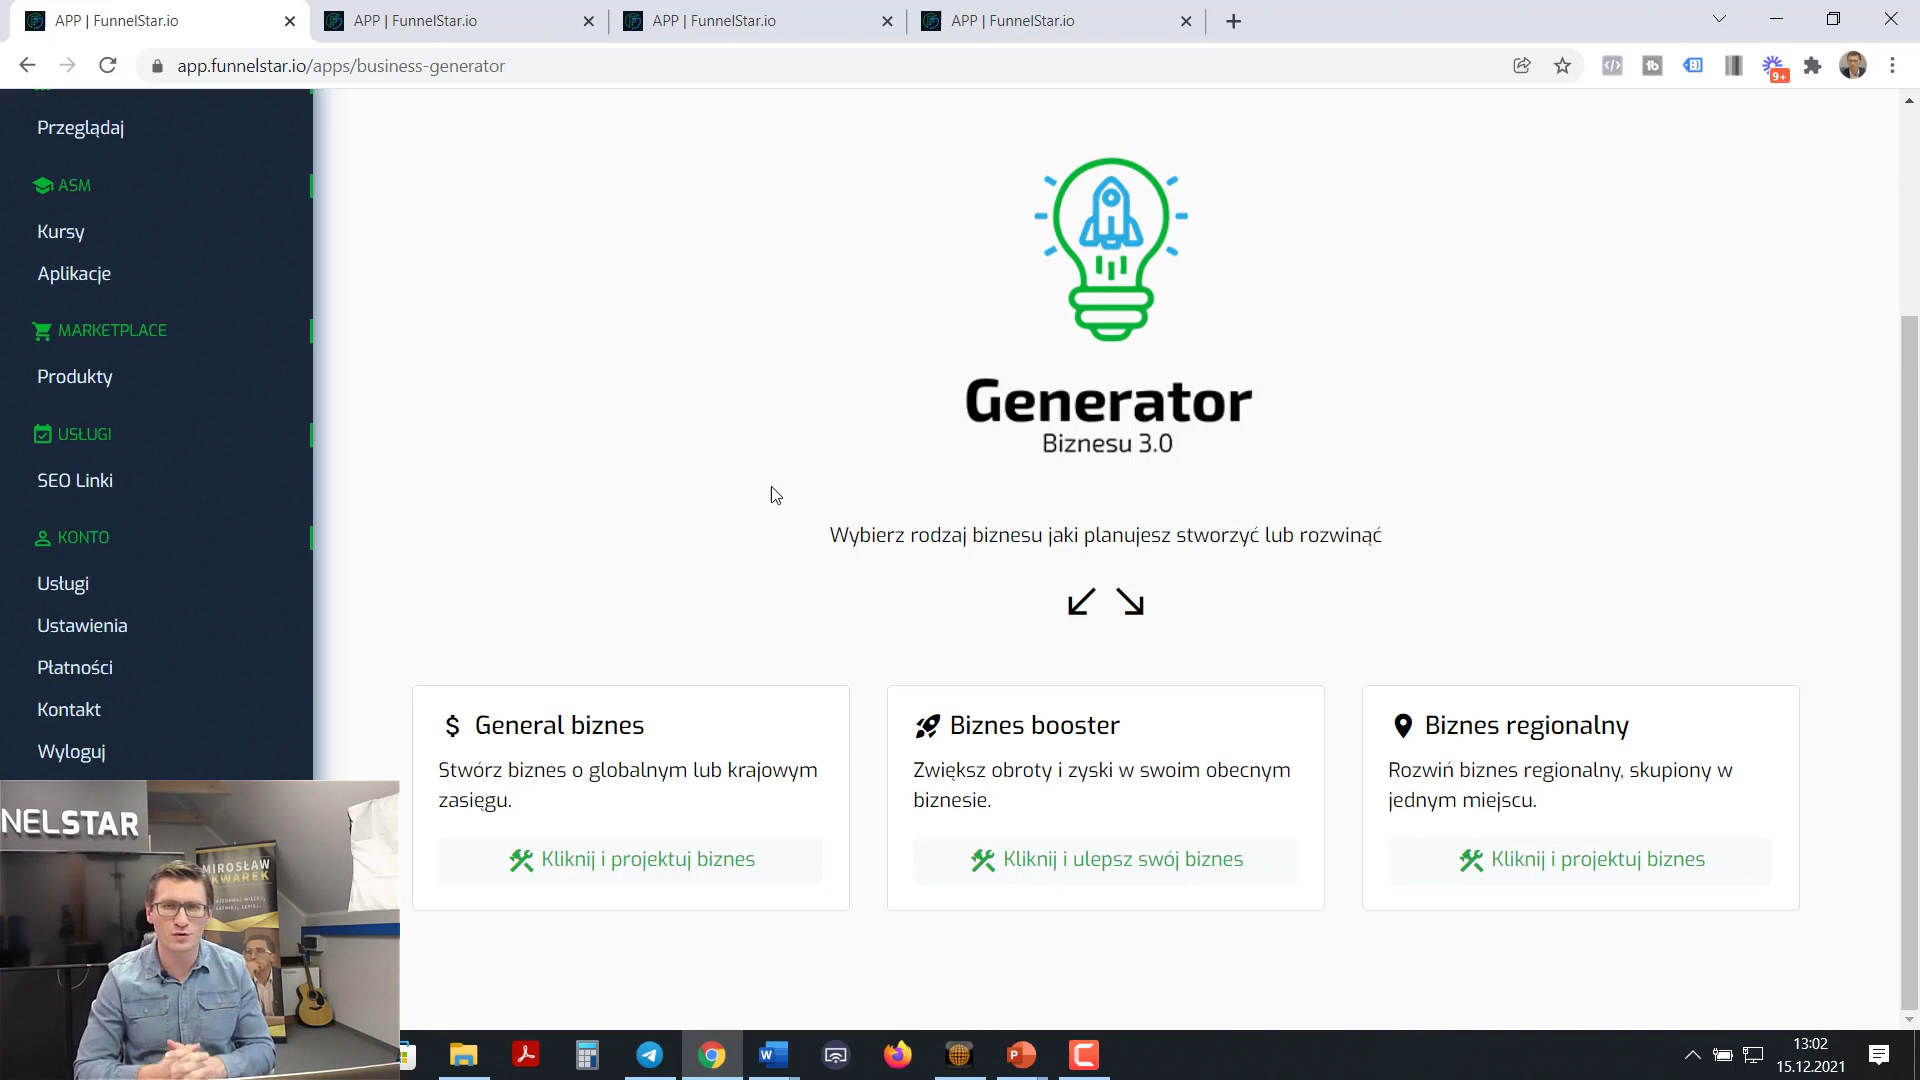 APP | FunnelStar.io
APP | FunnelStar.io
APP | FunnelStar.io
APP | FunnelStar.io
app.funnelstar.io/apps/business-generator
9+
Przeglądaj
ASM
Kursy
Aplikacje
MARKETPLACE
Produkty
USŁUGI
SEO Linki
KONTO
Usługi
Ustawienia
Płatności
Kontakt
Wyloguj
Generator
Biznesu 3.0
Wybierz rodzaj biznesu jaki planujesz stworzyć lub rozwinąć
General biznes
Stwórz biznes o globalnym lub krajowym
zasięgu.
Kliknij i projektuj biznes
Biznes booster
Zwiększ obroty i zyski w swoim obecnym
biznesie.
Kliknij i ulepsz swój biznes
Biznes regionalny
Rozwiń biznes regionalny, skupiony w
jednym miejscu.
Kliknij i projektuj biznes
NELSTAR
MIROSŁAW
KWAREK
13:02
15.12.2021